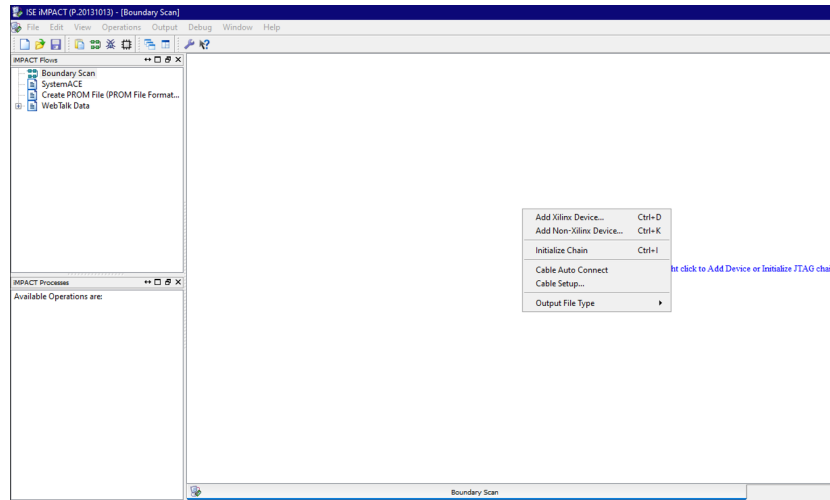 ISE iMPACT (P.20131013) - [Boundary Scan]
File Edit View Operations Output Debug Window Help
iMPACT Flows
Boundary Scan
SystemACE
Create PROM File (PROM File Format...
WebTalk Data
Add Xilinx Device... Ctrl+D
Add Non-Xilinx Device... Ctrl+K
Initialize Chain Ctrl+I
Cable Auto Connect
Cable Setup...
Output File Type
ht click to Add Device or Initialize JTAG chai
iMPACT Processes
Available Operations are:
Boundary Scan